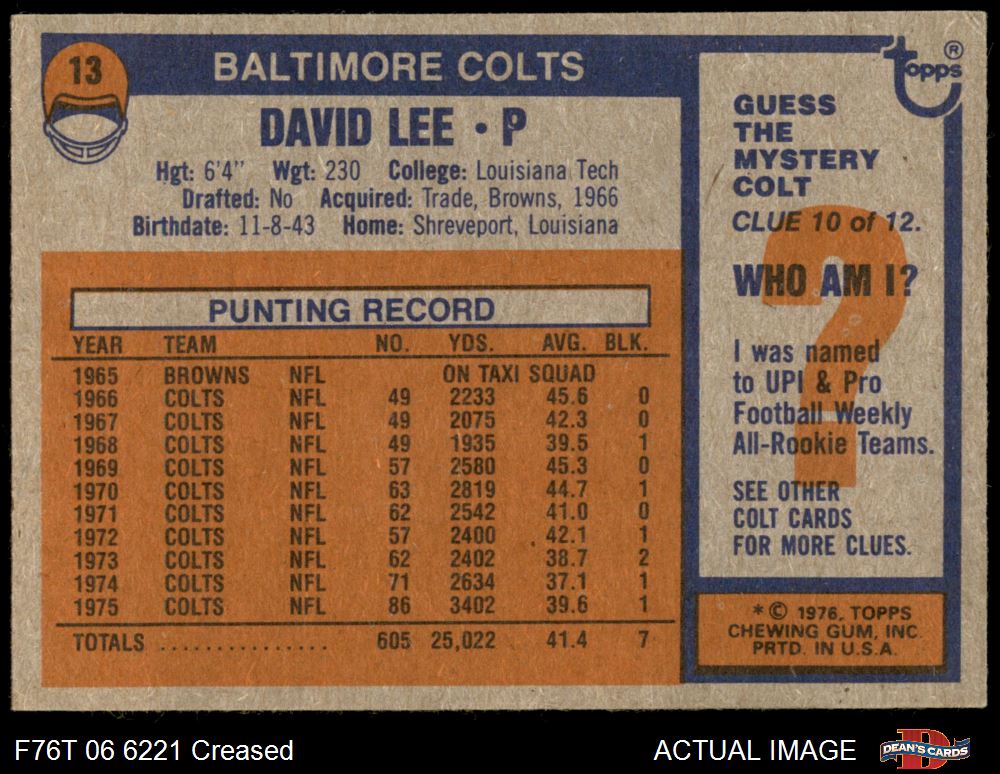 13
BALTIMORE COLTS
DAVID LEE • P
Hgt: 6'4" Wgt: 230 College: Louisiana Tech
Drafted: No Acquired: Trade, Browns, 1966
Birthdate: 11-8-43 Home: Shreveport, Louisiana
PUNTING RECORD
YEAR TEAM NO. YDS. AVG. BLK.
1965 BROWNS NFL ON TAXI SQUAD
1966 COLTS NFL 49 2233 45.6 0
1967 COLTS NFL 49 2075 42.3 0
1968 COLTS NFL 49 1935 39.5 1
1969 COLTS NFL 57 2580 45.3 0
1970 COLTS NFL 63 2819 44.7 1
1971 COLTS NFL 62 2542 41.0 0
1972 COLTS NFL 57 2400 42.1 1
1973 COLTS NFL 62 2402 38.7 2
1974 COLTS NFL 71 2634 37.1 1
1975 COLTS NFL 86 3402 39.6 1
TOTALS ............... 605 25,022 41.4 7
Topps ®
GUESS
THE
MYSTERY
COLT
CLUE 10 of 12.
?
WHO AM I?
I was named
to UPI & Pro
Football Weekly
All-Rookie Teams.
SEE OTHER
COLT CARDS
FOR MORE CLUES.
* © 1976, TOPPS
CHEWING GUM, INC.
PRTD. IN U.S.A.
F76T 06 6221 Creased
ACTUAL IMAGE
D
DEAN'S CARDS